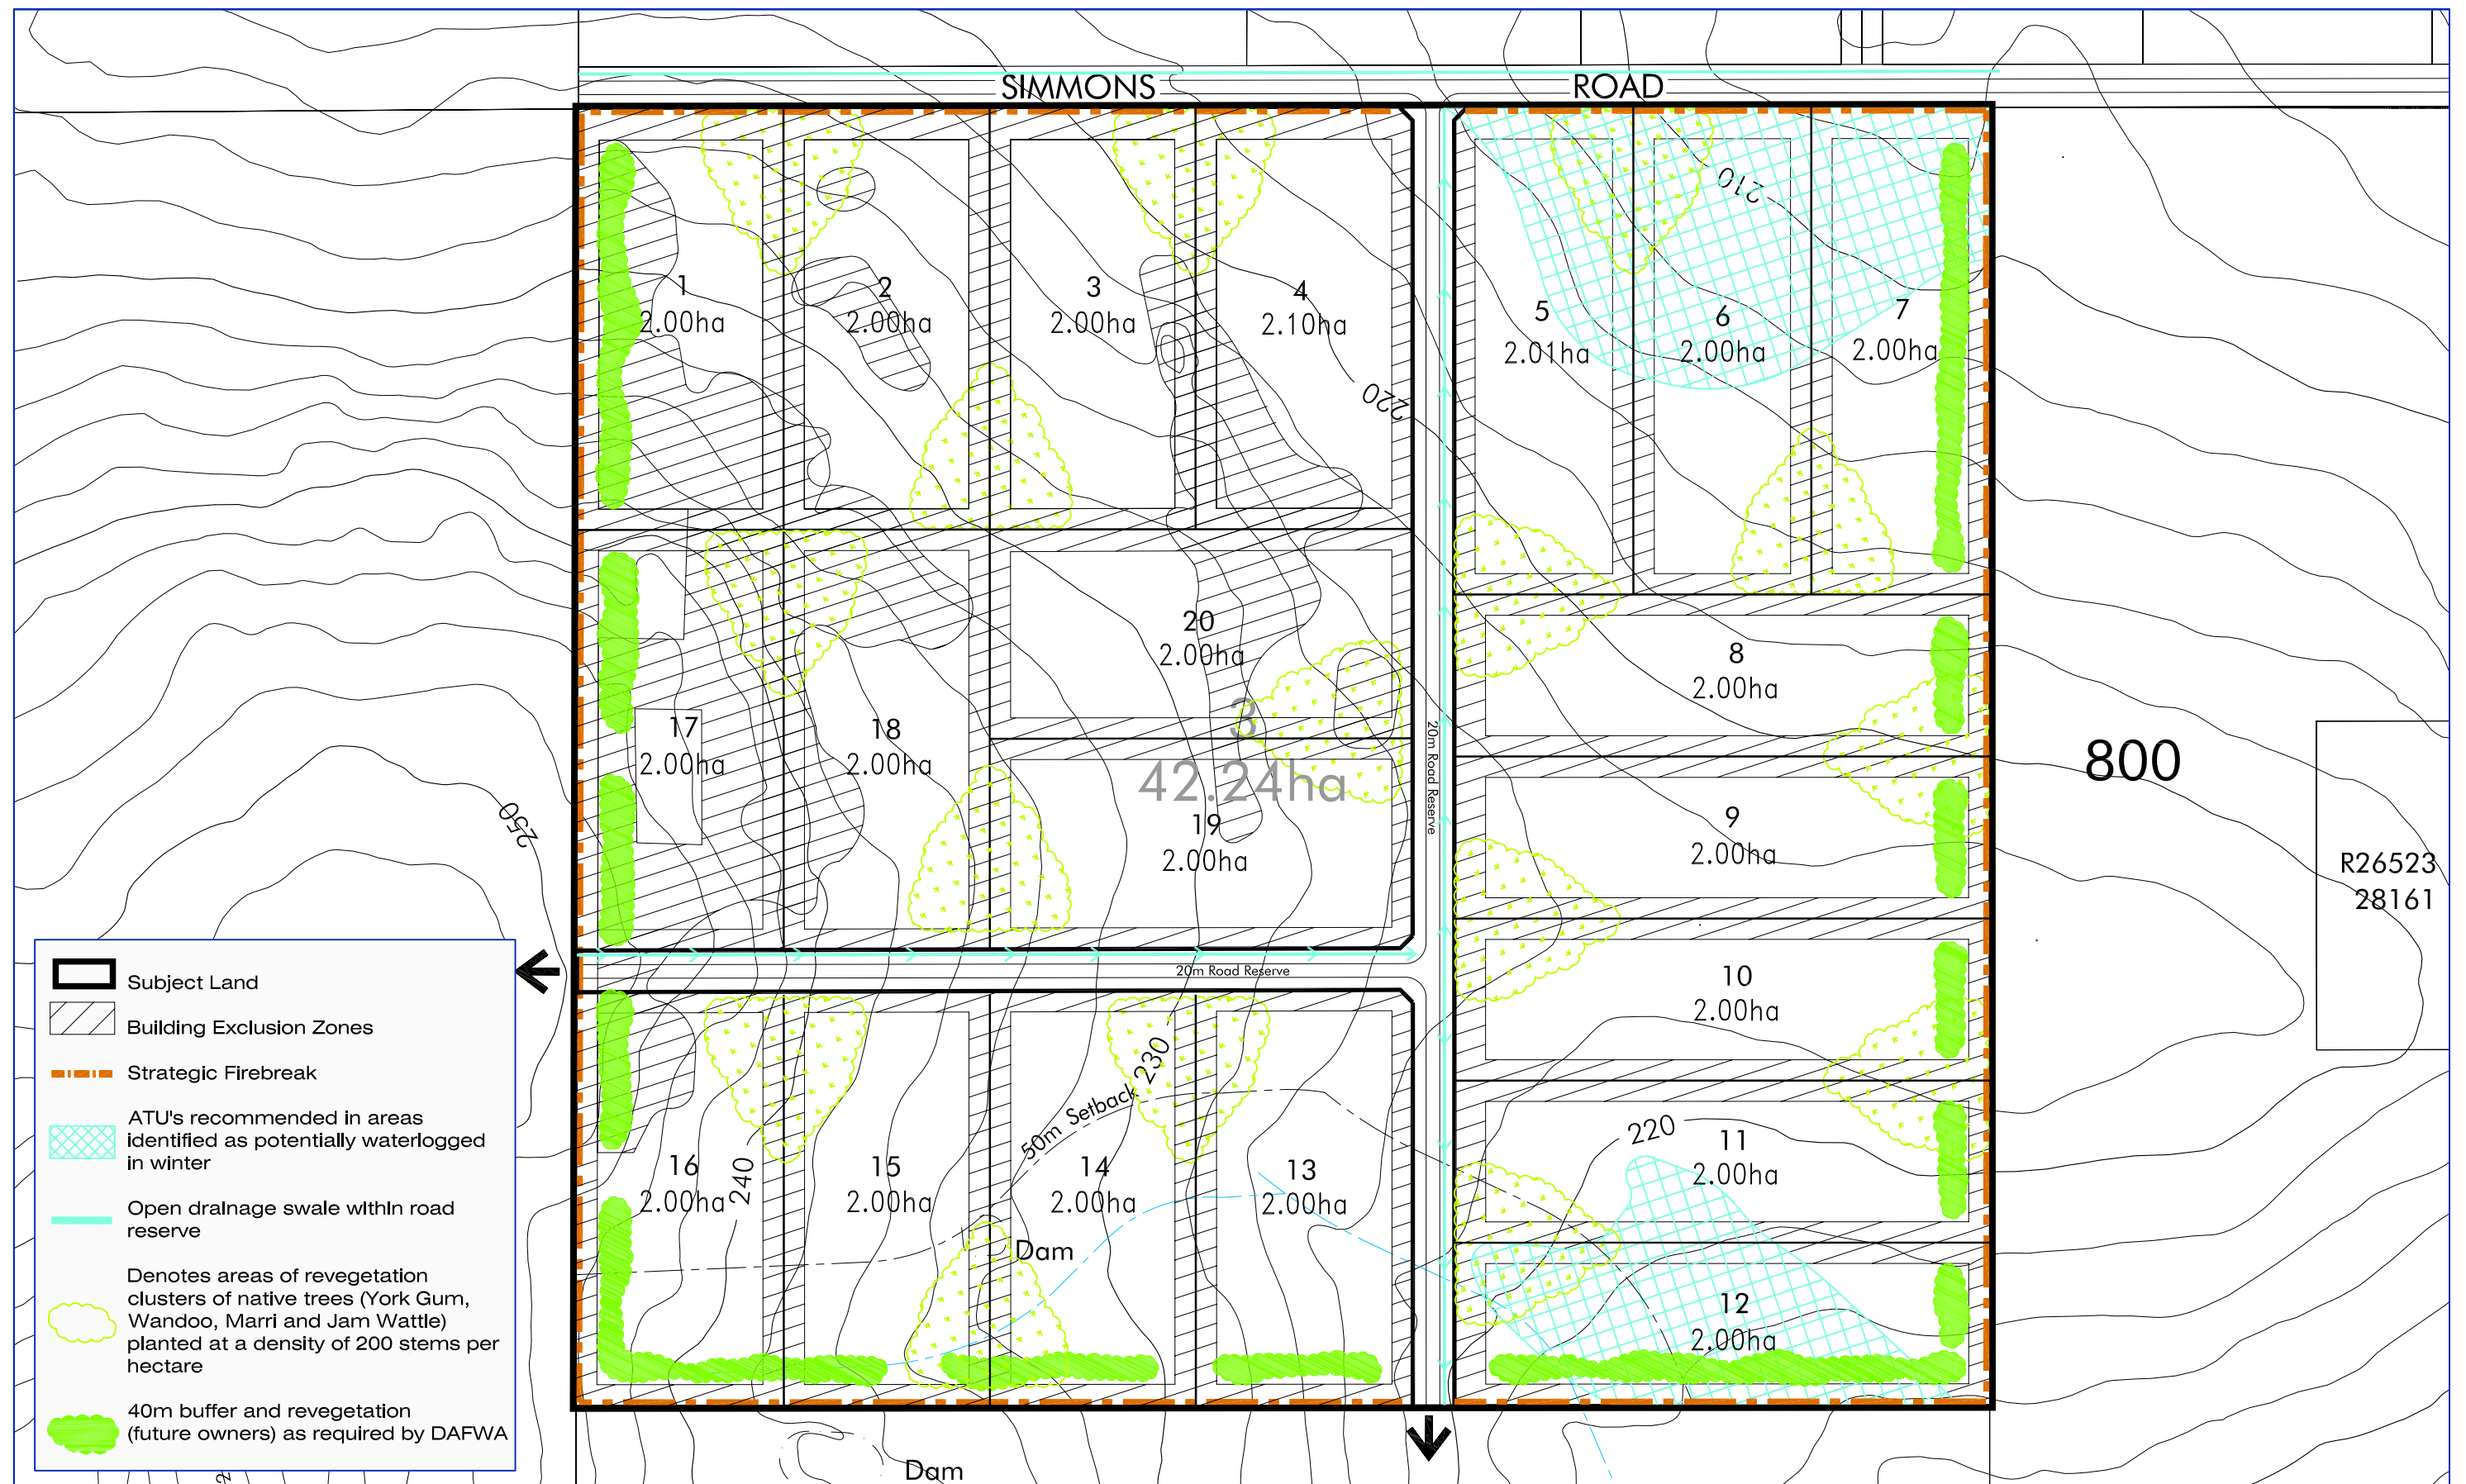 SIMMONS ROAD
210
1
2.00ha
2
2.00ha
3
2.00ha
4
2.10ha
5
2.01ha
6
2.00ha
7
2.00ha
220
20
2.00ha
8
2.00ha
17
2.00ha
18
2.00ha
3
42.24ha
20m Road Reserve
800
250
19
2.00ha
9
2.00ha
R26523
28161
20m Road Reserve
10
2.00ha
230
50m Setback
220
16
2.00ha
240
15
2.00ha
14
2.00ha
13
2.00ha
11
2.00ha
Dam
12
2.00ha
Dam
Subject Land
Building Exclusion Zones
Strategic Firebreak
ATU's recommended in areas
identified as potentially waterlogged
in winter
Open drainage swale within road
reserve
Denotes areas of revegetation
clusters of native trees (York Gum,
Wandoo, Marri and Jam Wattle)
planted at a density of 200 stems per
hectare
40m buffer and revegetation
(future owners) as required by DAFWA